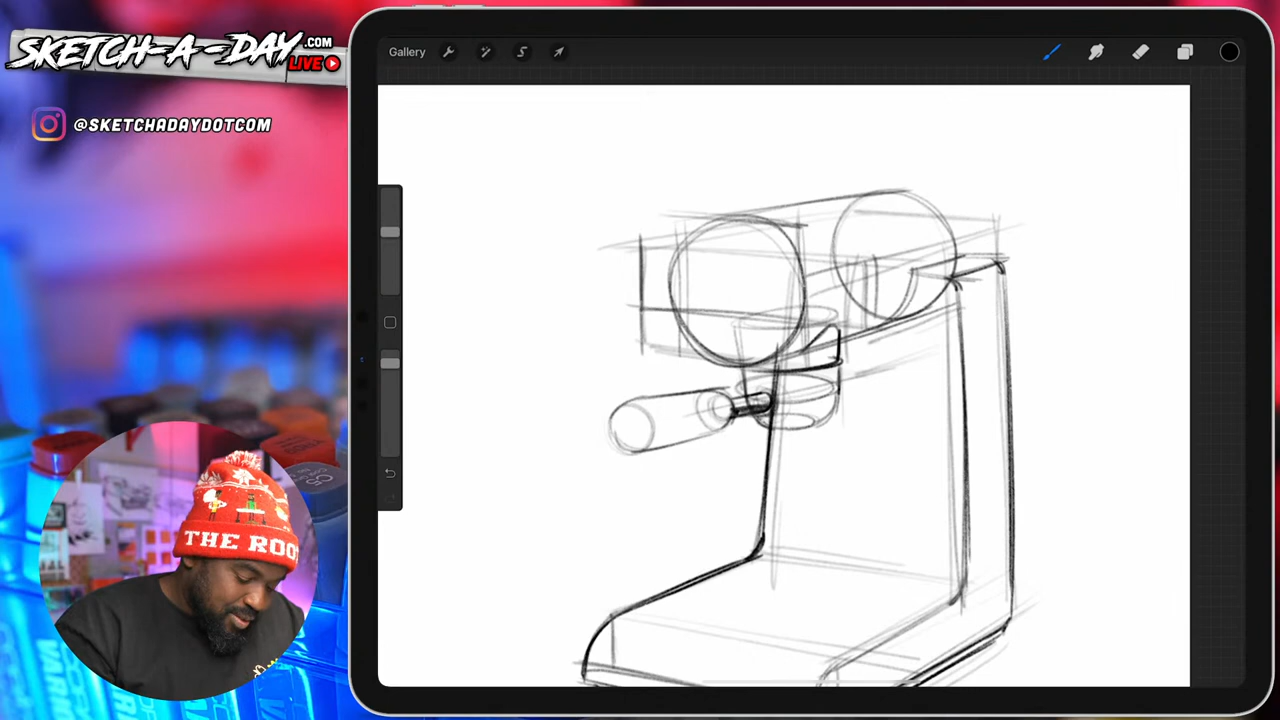 SKETCH-A-DAY.COM
LIVE
@SKETCHADAYDOTCOM
Gallery
THE ROO